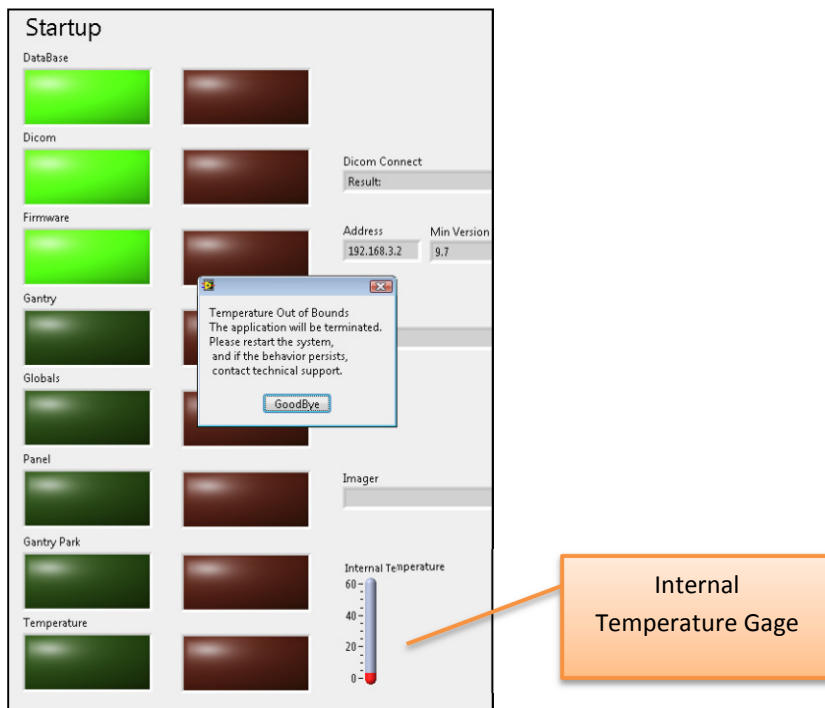 Startup
DataBase
Dicom
Dicom Connect
Result:
Firmware
Address Min Version
192.168.3.2 9.7
Temperature Out of Bounds
The application will be terminated.
Please restart the system,
and if the behavior persists,
contact technical support.
GoodBye
Gantry
Globals
Panel
Imager
Gantry Park
Internal Temperature
60
40
20
0
Temperature
Internal
Temperature Gage